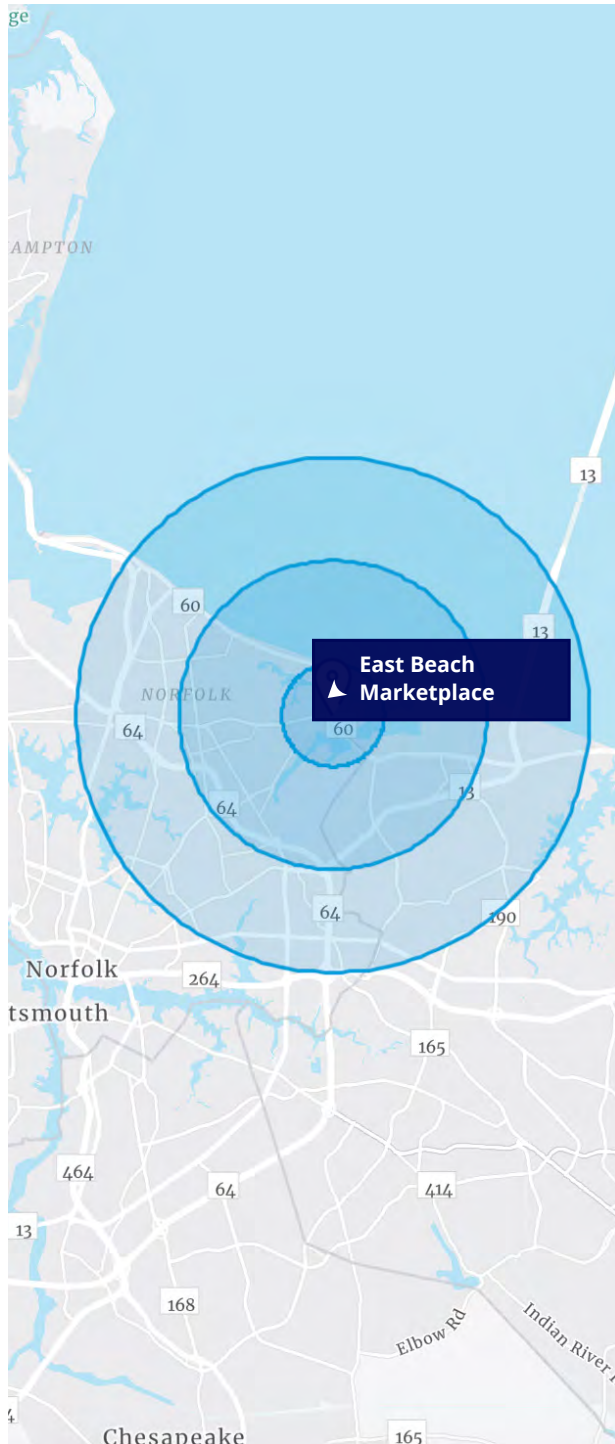 ge
AMPTON
13
60
13
East Beach
Marketplace
NORFOLK
64
60
13
64
64
190
Norfolk
264
tsmouth
165
464
64
414
13
168
Elbow Rd
Indian River R
4
Chesapeake
165